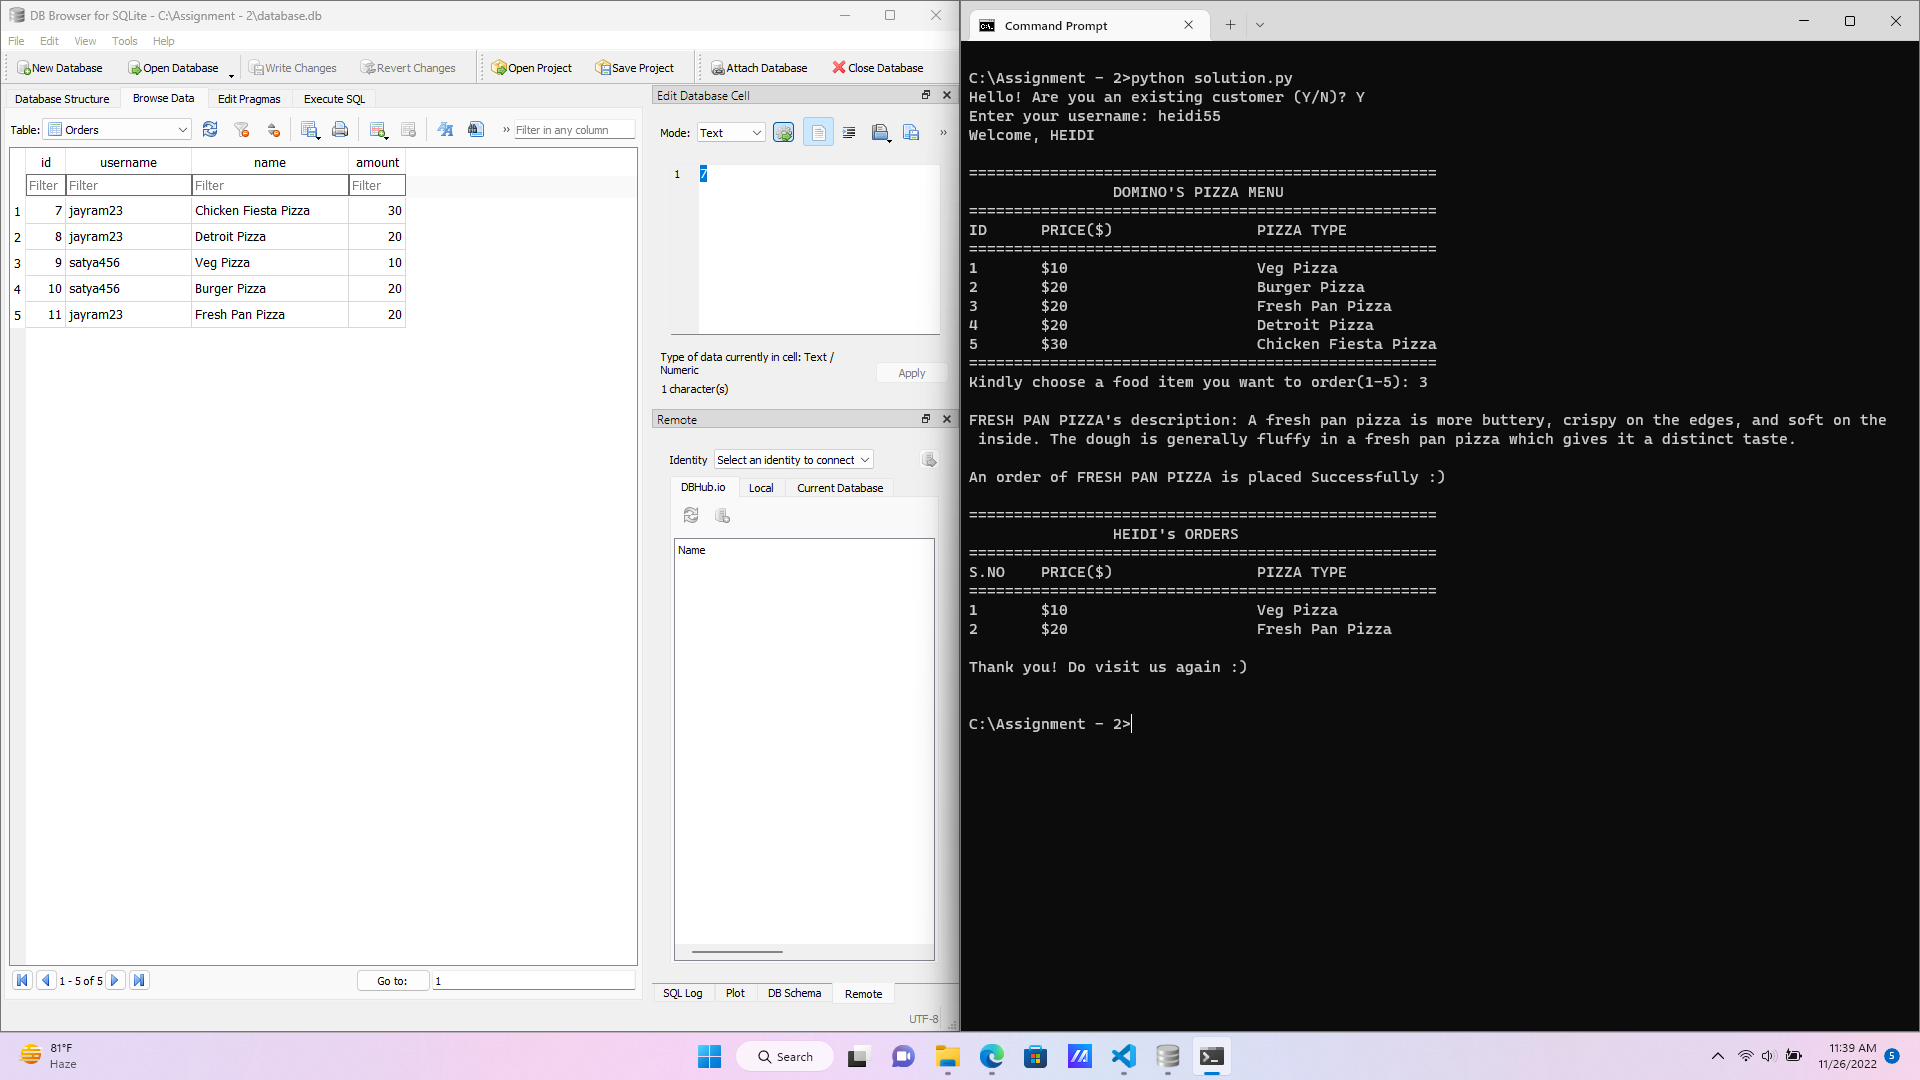 DB Browser for SQLite - C:\Assignment - 2\database.db
File Edit View Tools Help
New Database Open Database Write Changes Revert Changes Open Project Save Project Attach Database Close Database
Database Structure Browse Data Edit Pragmas Execute SQL
Table: Orders » Filter in any column
id username name amount
Filter Filter Filter Filter
1 7 jayram23 Chicken Fiesta Pizza 30
2 8 jayram23 Detroit Pizza 20
3 9 satya456 Veg Pizza 10
4 10 satya456 Burger Pizza 20
5 11 jayram23 Fresh Pan Pizza 20
1 - 5 of 5 Go to: 1
Edit Database Cell
Mode: Text »
1 7
Type of data currently in cell: Text /
Numeric
1 character(s)
Apply
Remote
Identity Select an identity to connect
DBHub.io Local Current Database
Name
SQL Log Plot DB Schema Remote
UTF-8
Command Prompt
C:\Assignment - 2>python solution.py
Hello! Are you an existing customer (Y/N)? Y
Enter your username: heidi55
Welcome, HEIDI
====================================================
DOMINO'S PIZZA MENU
====================================================
ID PRICE($) PIZZA TYPE
====================================================
1 $10 Veg Pizza
2 $20 Burger Pizza
3 $20 Fresh Pan Pizza
4 $20 Detroit Pizza
5 $30 Chicken Fiesta Pizza
====================================================
Kindly choose a food item you want to order(1-5): 3
FRESH PAN PIZZA's description: A fresh pan pizza is more buttery, crispy on the edges, and soft on the
inside. The dough is generally fluffy in a fresh pan pizza which gives it a distinct taste.
An order of FRESH PAN PIZZA is placed Successfully :)
====================================================
HEIDI's ORDERS
====================================================
S.NO PRICE($) PIZZA TYPE
====================================================
1 $10 Veg Pizza
2 $20 Fresh Pan Pizza
Thank you! Do visit us again :)
C:\Assignment - 2>
81°F
Haze
Search
11:39 AM
11/26/2022
5